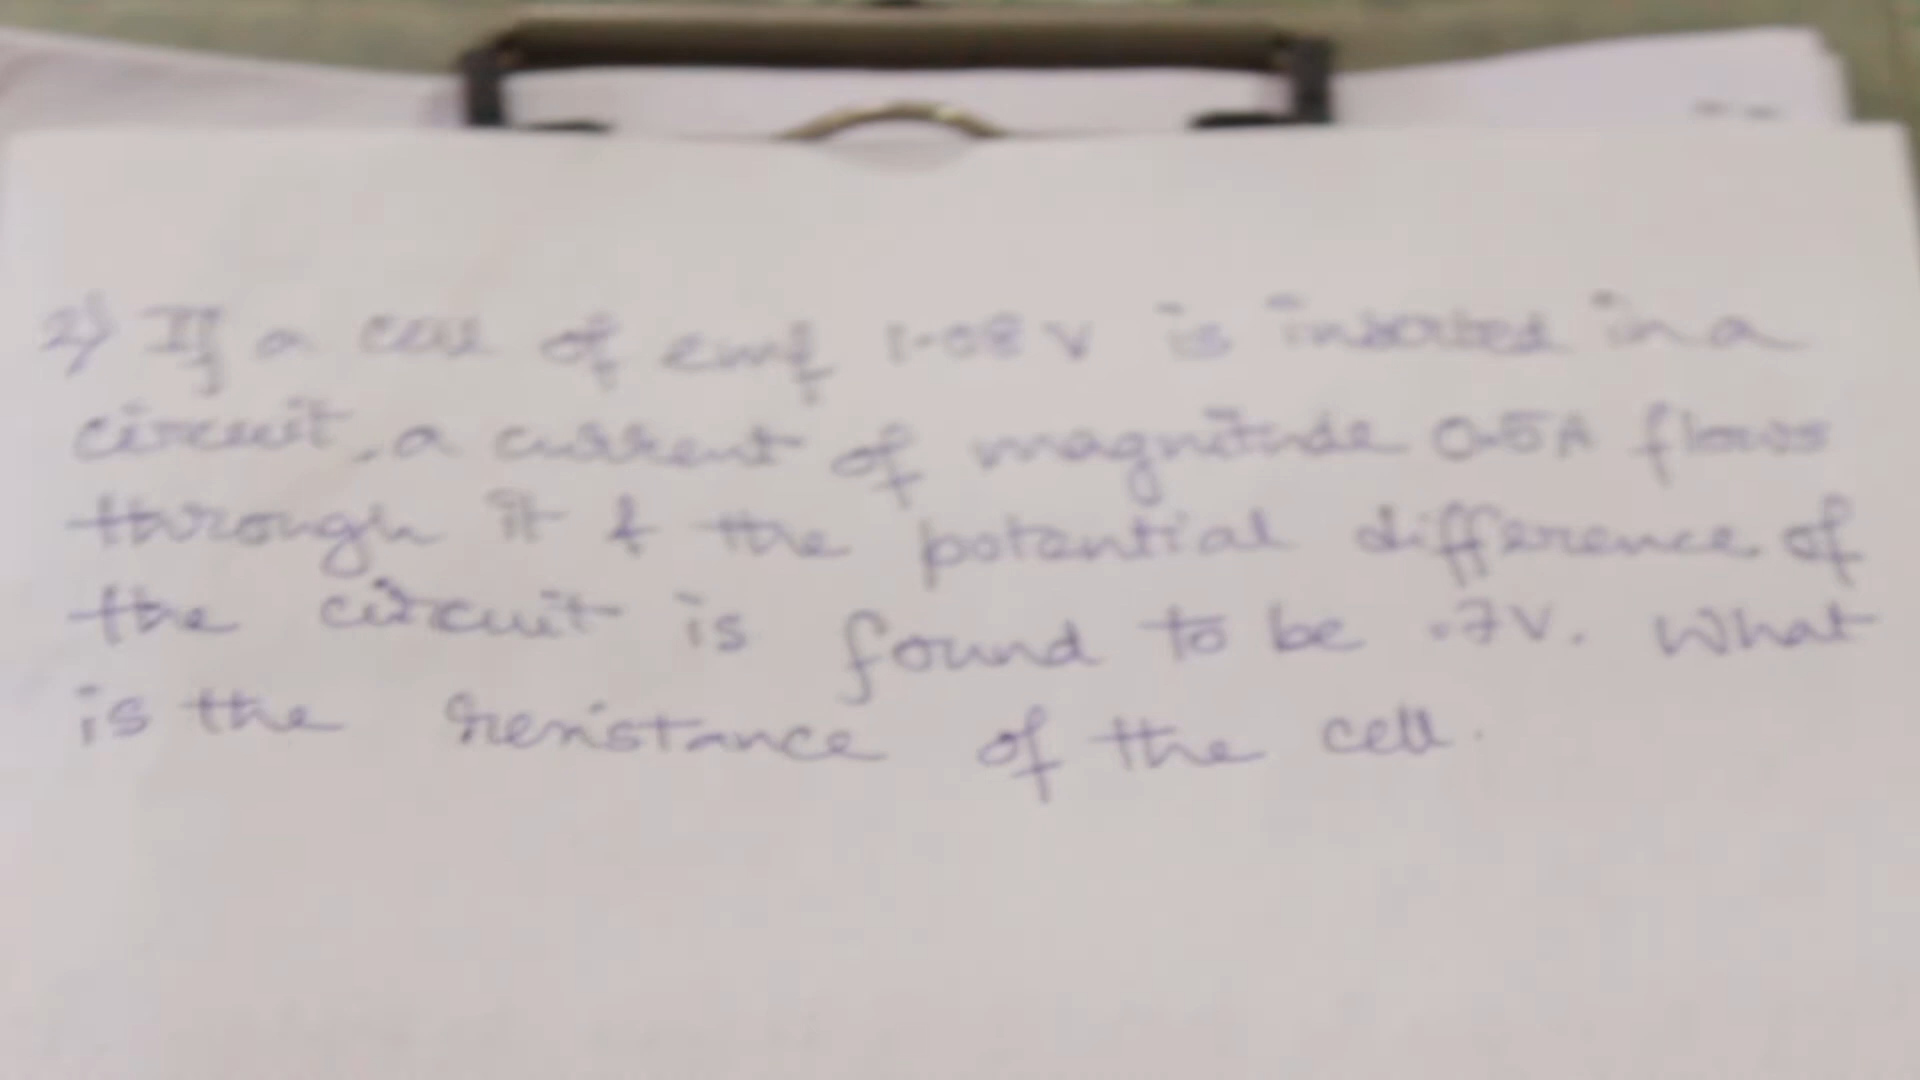 2) If a cell of emf 1.08 V is inserted in a
circuit, a current of magnitude 0.5A flows
through it & the potential difference of
the circuit is found to be .7V. What
is the resistance of the cell.